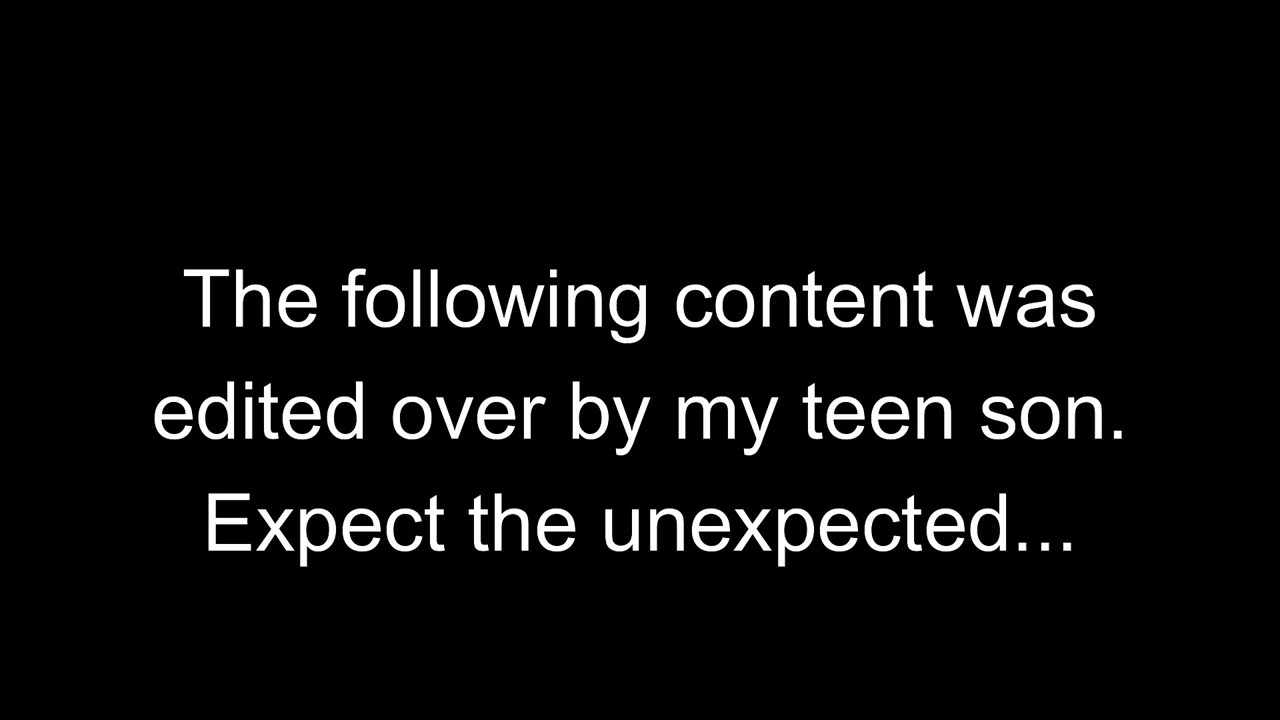 The following content was
edited over by my teen son.
Expect the unexpected...